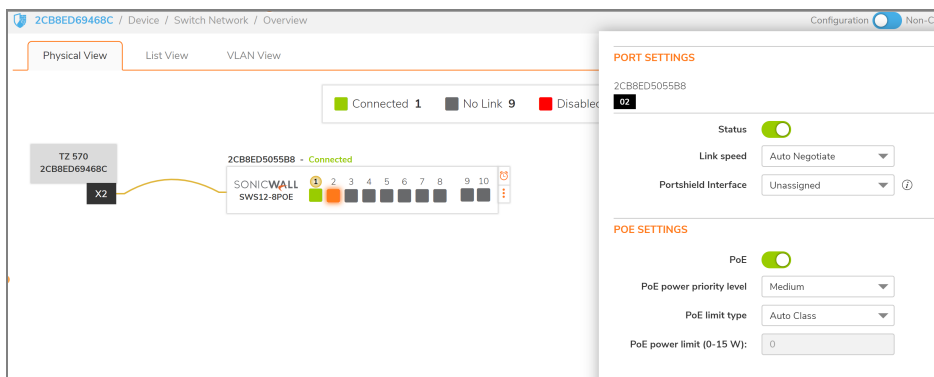 2CB8ED69468C / Device / Switch Network / Overview
Configuration Non-C
Physical View List View VLAN View
Connected 1 No Link 9 Disabled
TZ 570
2CB8ED69468C
X2
2CB8ED5055B8 - Connected
SONICWALL
SWS12-8POE
1 2 3 4 5 6 7 8 9 10
PORT SETTINGS
2CB8ED5055B8
02
Status
Link speed Auto Negotiate
Portshield Interface Unassigned i
POE SETTINGS
PoE
PoE power priority level Medium
PoE limit type Auto Class
PoE power limit (0-15 W): 0